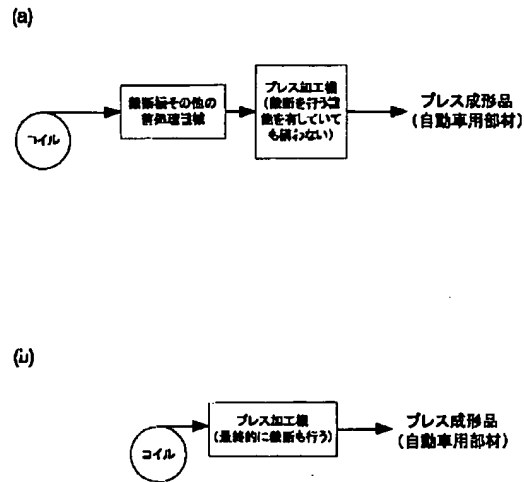 (a)
コイル
裁断機その他の
前処理機械
プレス加工機
(裁断を行う機
能を有していて
も構わない)
プレス成形品
(自動車用部材)
(b)
コイル
プレス加工機
(最終的に裁断も行う)
プレス成形品
(自動車用部材)